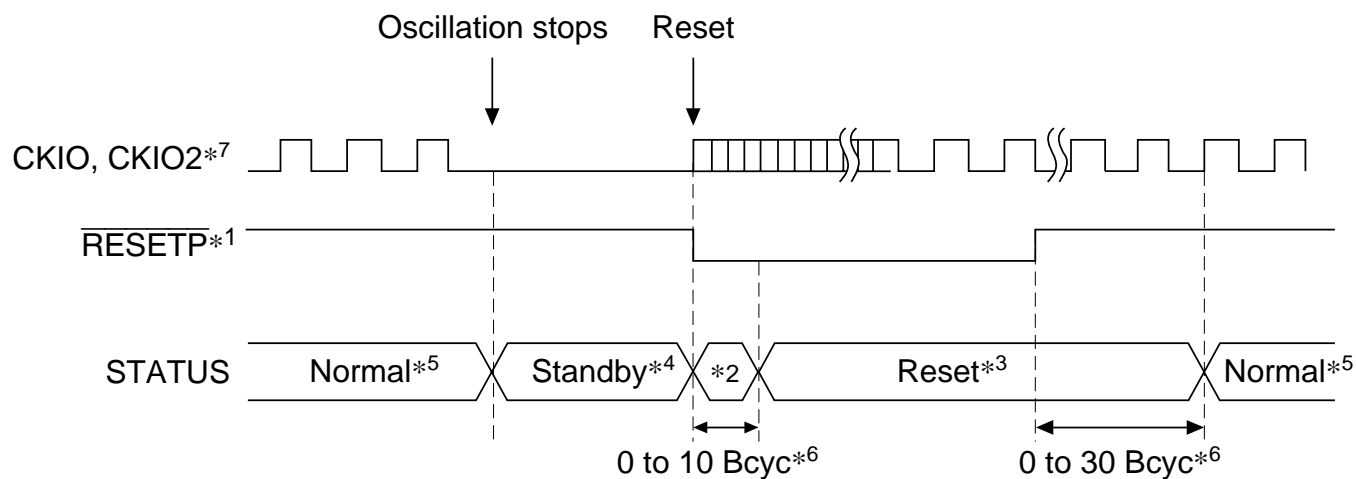 Oscillation stops Reset
CKIO, CKIO2*7
RESETP*1
STATUS Normal*5 Standby*4 *2 Reset*3 Normal*5
0 to 10 Bcyc*6 0 to 30 Bcyc*6